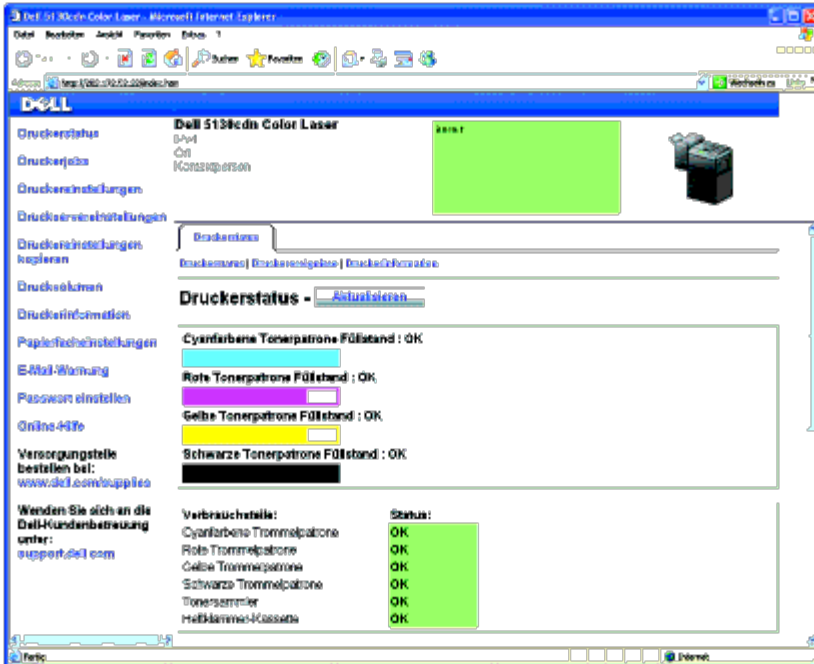 Dell 5130cdn Color Laser - Microsoft Internet Explorer
Datei Bearbeiten Ansicht Favoriten Extras ?
Suchen Favoriten
Wechseln zu
DELL
Druckerstatus
Druckerjobs
Druckereinstellungen
Druckservereinstellungen
Druckereinstellungen
kopieren
Druckvolumen
Druckerinformation
Papierfacheinstellungen
E-Mail-Warnung
Passwort einstellen
Online-Hilfe
Versorgungsteile
bestellen bei:
www.dell.com/supplies
Wenden Sie sich an die
Dell-Kundenbetreuung
unter:
support.dell.com
Dell 5130cdn Color Laser
IPv4
Ort
Kontaktperson
Druckerstatus
Druckerstatus | Druckerereignisse | Druckerinformation
Druckerstatus - Aktualisieren
Cyanfarbene Tonerpatrone Füllstand : OK
Rote Tonerpatrone Füllstand : OK
Gelbe Tonerpatrone Füllstand : OK
Schwarze Tonerpatrone Füllstand : OK
Verbrauchsteile: Status:
Cyanfarbene Trommelpatrone OK
Rote Trommelpatrone OK
Gelbe Trommelpatrone OK
Schwarze Trommelpatrone OK
Tonersammler OK
Heftklammer-Kassette OK
Fertig Internet